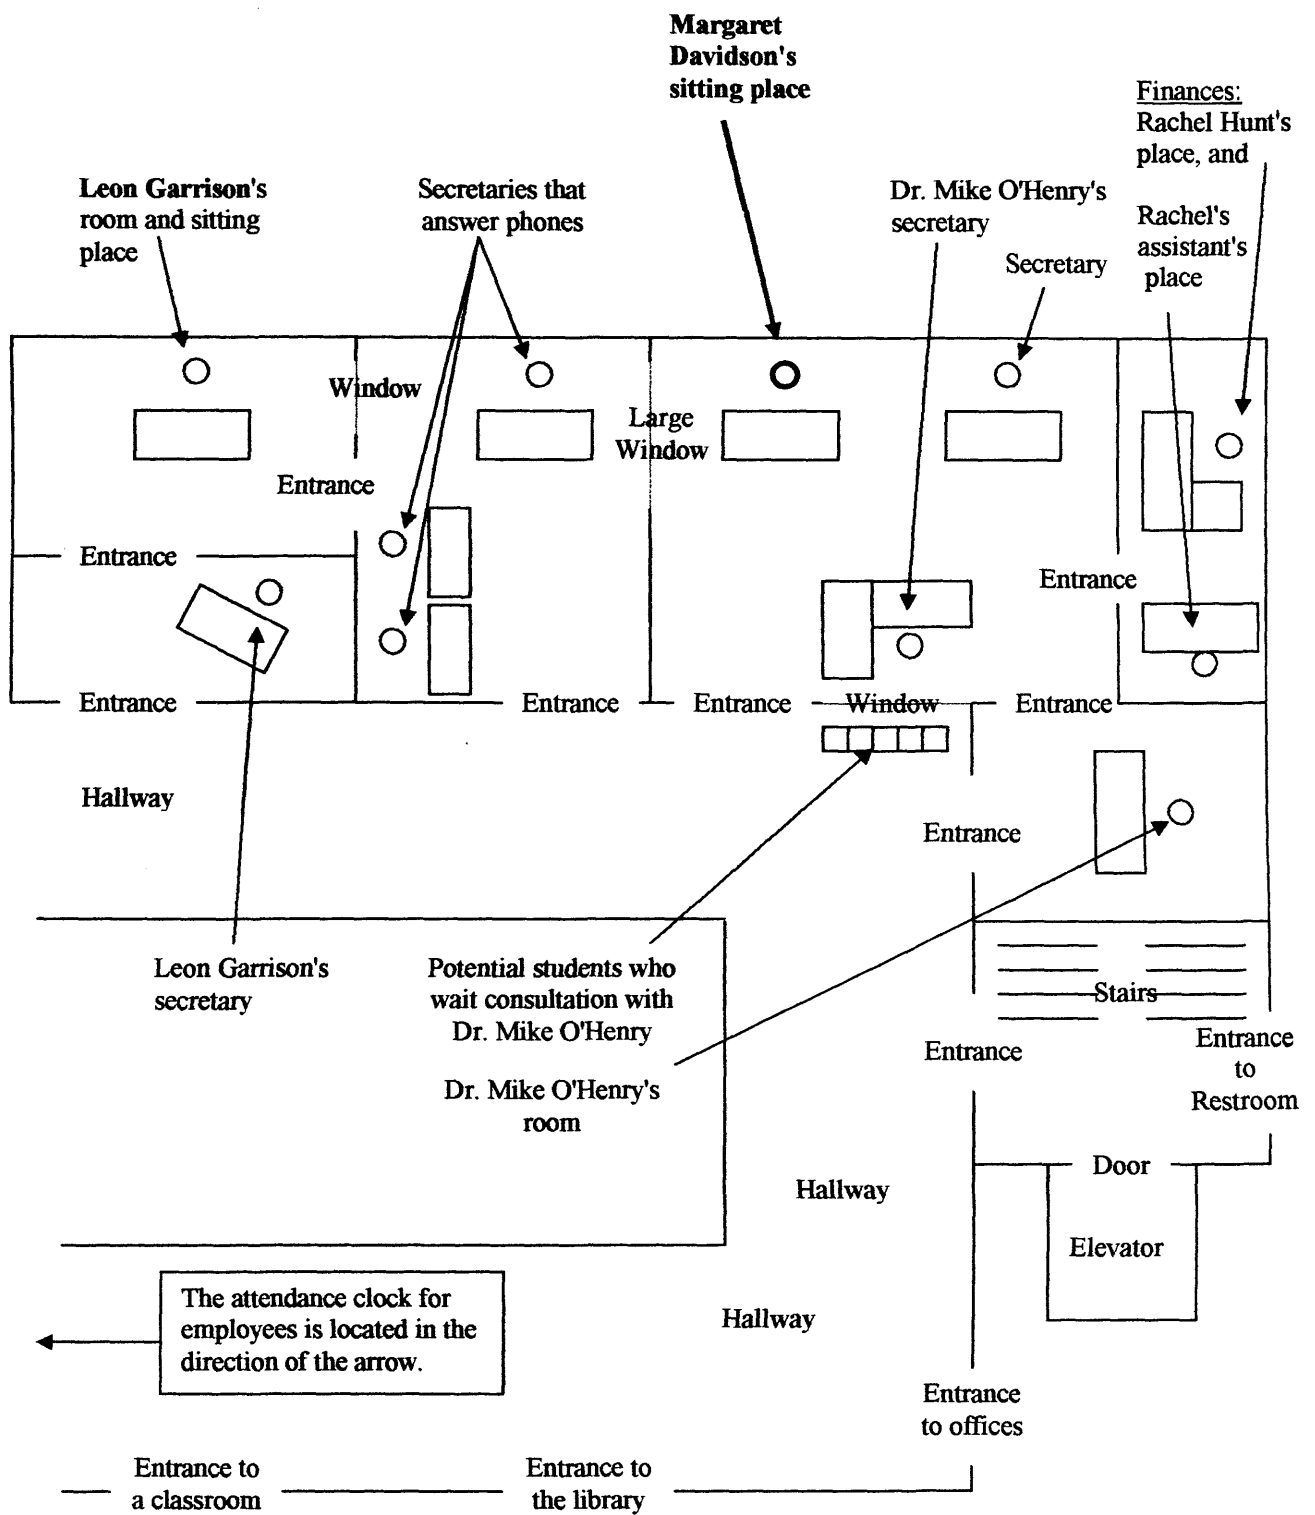 Margaret
Davidson's
sitting place
Finances:
Rachel Hunt's
place, and
Rachel's
assistant's
place
Leon Garrison's
room and sitting
place
Secretaries that
answer phones
Dr. Mike O'Henry's
secretary
Secretary
Window
Large
Window
Entrance
Entrance
Entrance
Entrance
Entrance
Entrance
Window
Entrance
Hallway
Entrance
Leon Garrison's
secretary
Potential students who
wait consultation with
Dr. Mike O'Henry
Dr. Mike O'Henry's
room
Stairs
Entrance
Entrance
to
Restroom
Door
Hallway
Elevator
The attendance clock for
employees is located in the
direction of the arrow.
Hallway
Entrance
to offices
Entrance to
a classroom
Entrance to
the library